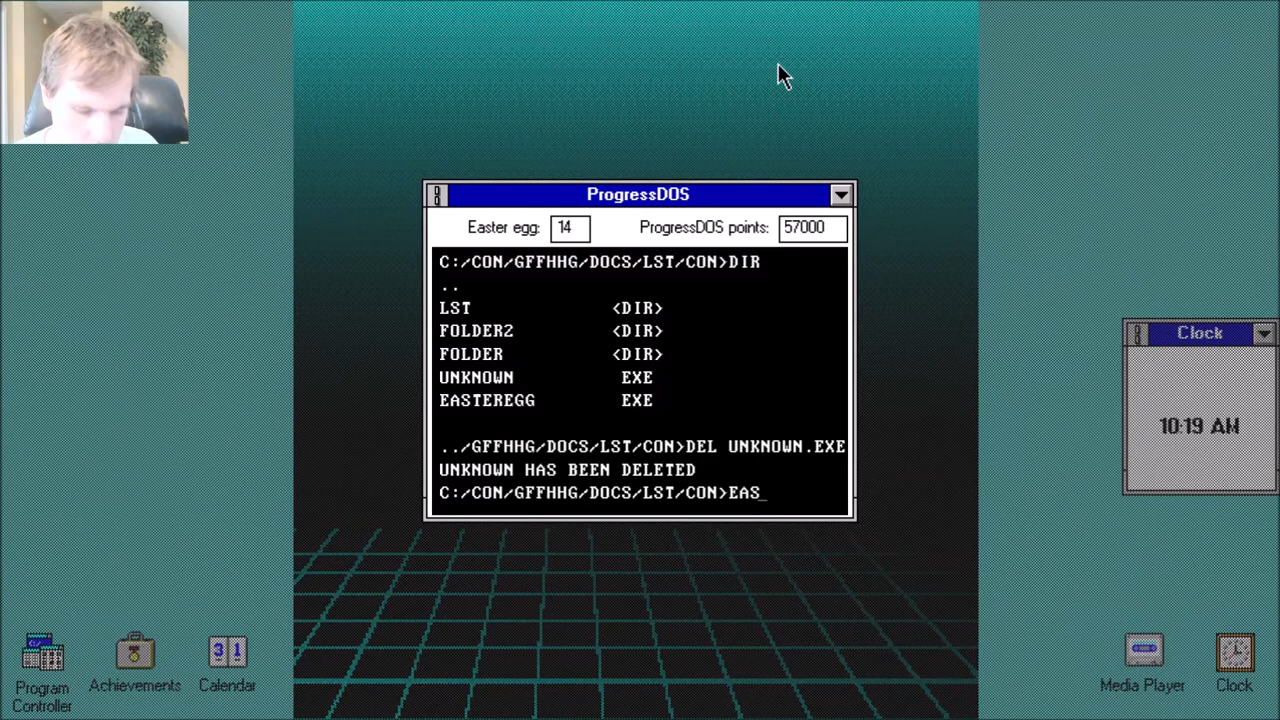 ProgressDOS
Easter egg: 14 ProgressDOS points: 57000
C:/CON/GFFHHG/DOCS/LST/CON>DIR
..
LST <DIR>
FOLDER2 <DIR>
FOLDER <DIR>
UNKNOWN EXE
EASTEREGG EXE
../GFFHHG/DOCS/LST/CON>DEL UNKNOWN.EXE
UNKNOWN HAS BEEN DELETED
C:/CON/GFFHHG/DOCS/LST/CON>EAS_
Clock
10:19 AM
31
Program
Controller
Achievements
Calendar
Media Player
Clock